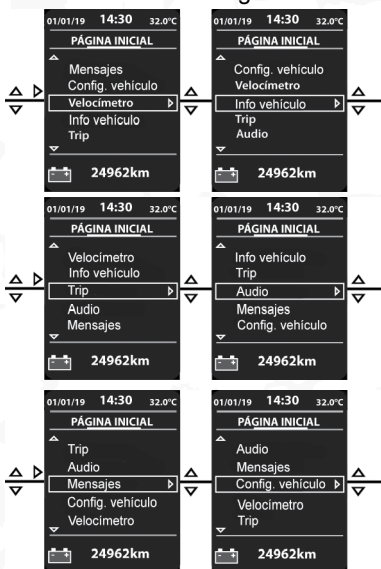 01/01/19 14:30 32.0°C
PÁGINA INICIAL
Mensajes
Config. vehículo
Velocímetro
Info vehículo
Trip
24962km
01/01/19 14:30 32.0°C
PÁGINA INICIAL
Config. vehículo
Velocímetro
Info vehículo
Trip
Audio
24962km
01/01/19 14:30 32.0°C
PÁGINA INICIAL
Velocímetro
Info vehículo
Trip
Audio
Mensajes
24962km
01/01/19 14:30 32.0°C
PÁGINA INICIAL
Info vehículo
Trip
Audio
Mensajes
Config. vehículo
24962km
01/01/19 14:30 32.0°C
PÁGINA INICIAL
Trip
Audio
Mensajes
Config. vehículo
Velocimetro
24962km
01/01/19 14:30 32.0°C
PÁGINA INICIAL
Audio
Mensajes
Config. vehículo
Velocimetro
Trip
24962km